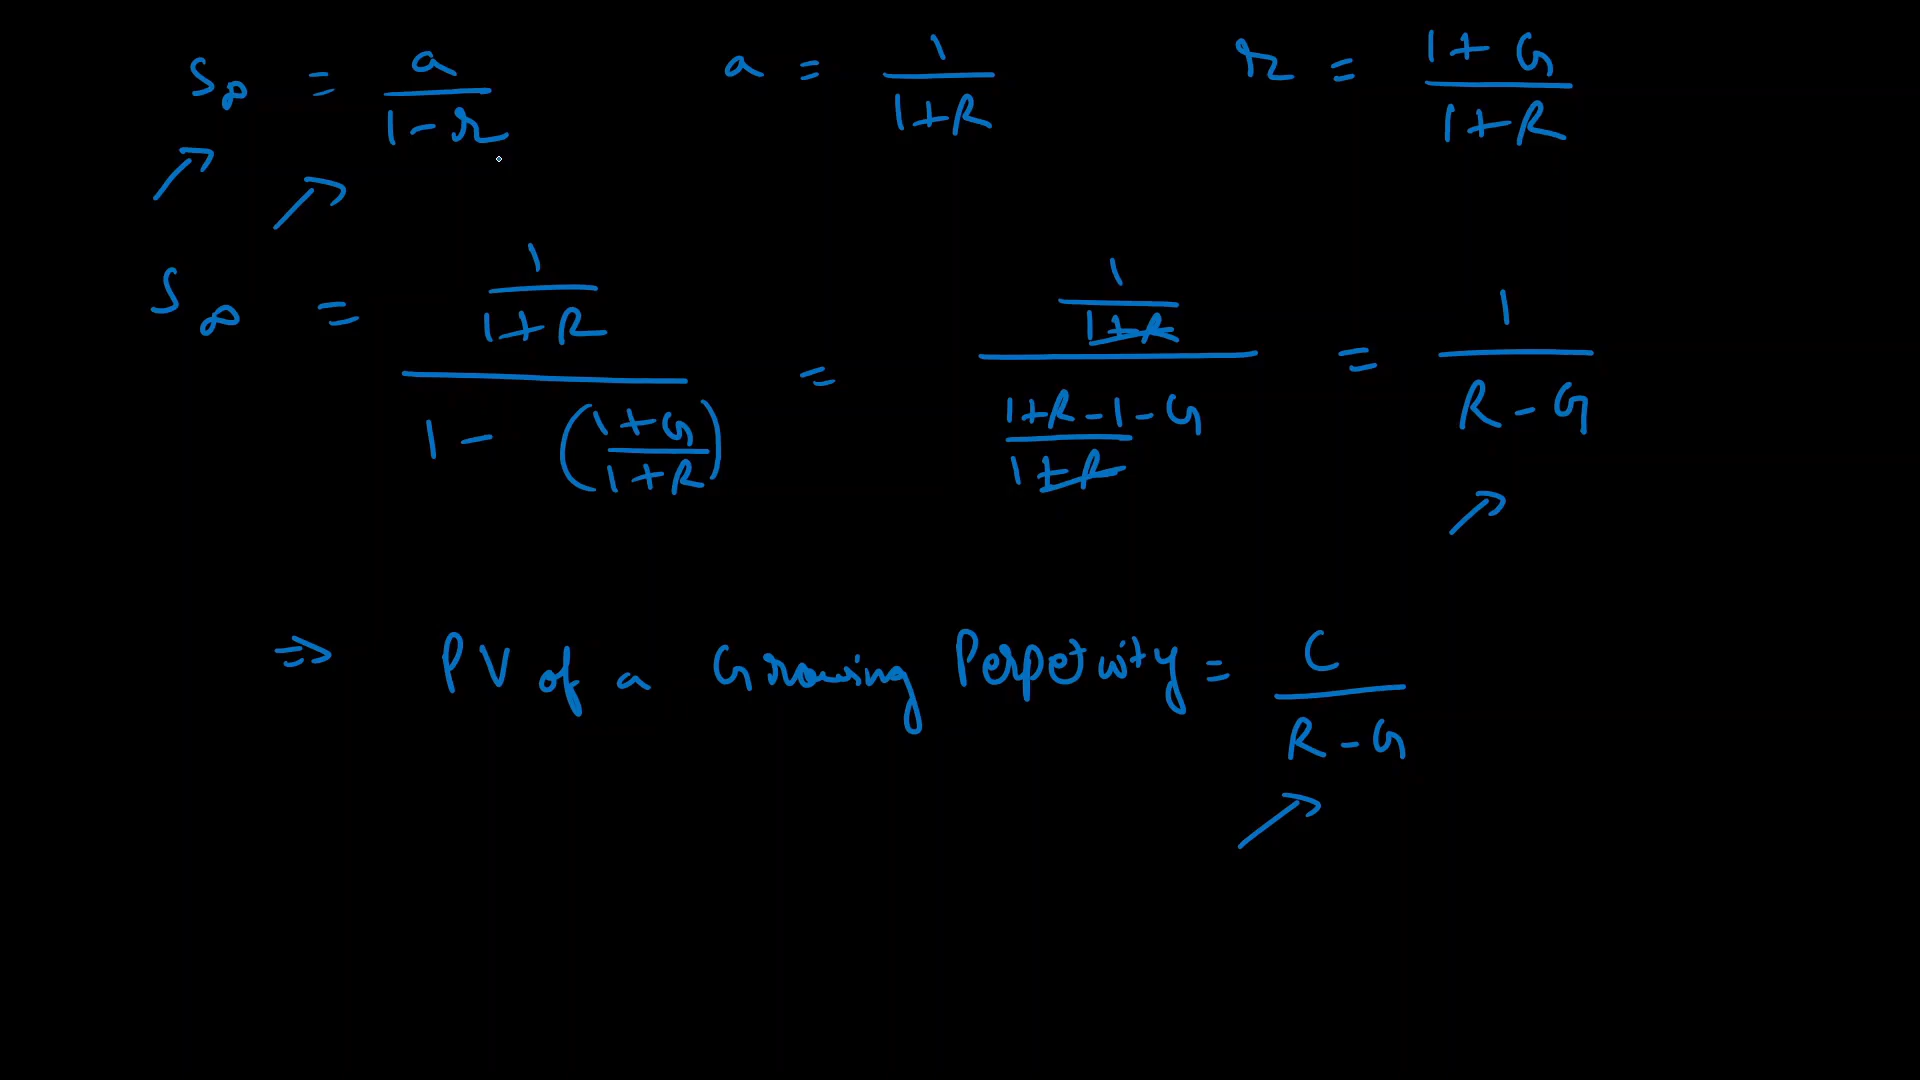 S∞ = a/(1-r)    a = 1/(1+R)    r = (1+G)/(1+R)
S∞ = (1/(1+R))/(1-((1+G)/(1+R))) = (1/(1+R))/((1+R-1-G)/(1+R)) = 1/(R-G)
⇒ PV of a Growing Perpetuity = C/(R-G)